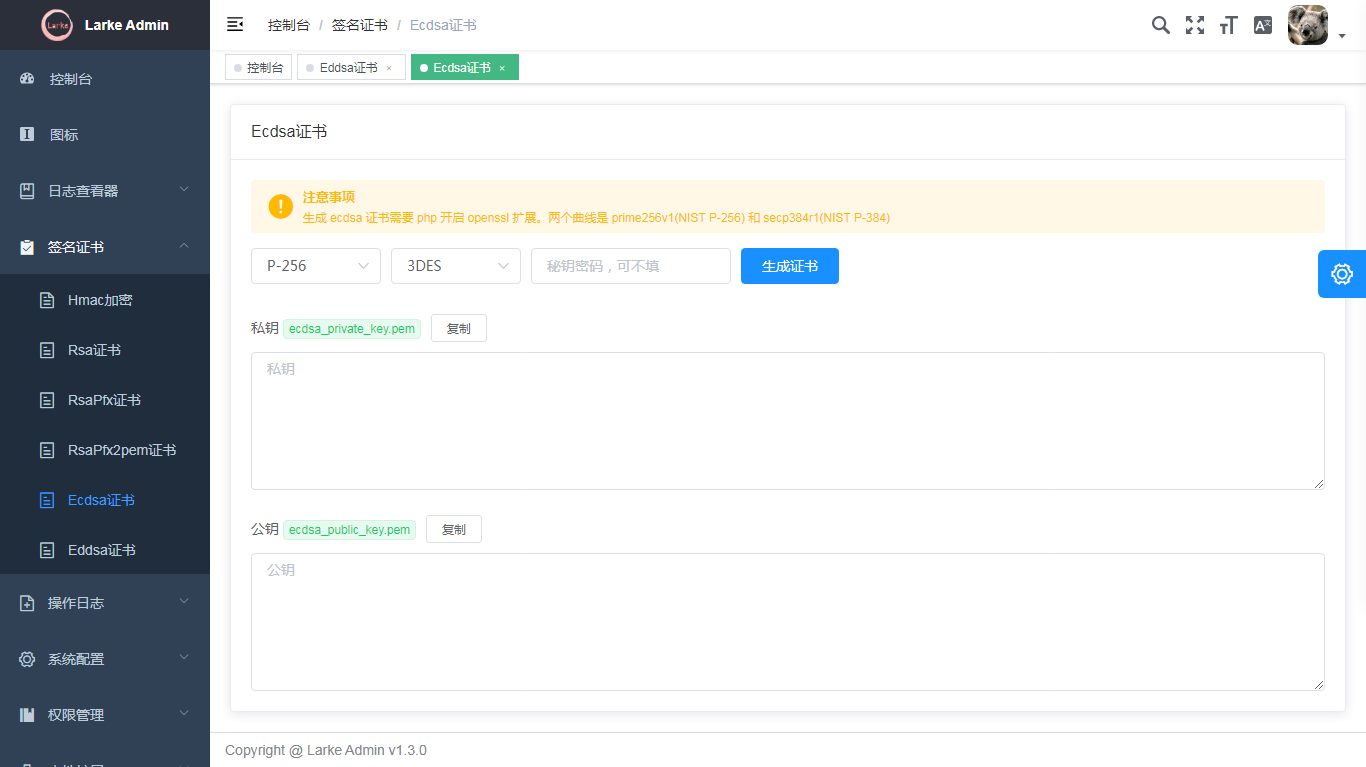 Larke
Larke Admin
控制台
图标
日志查看器
签名证书
Hmac加密
Rsa证书
RsaPfx证书
RsaPfx2pem证书
Ecdsa证书
Eddsa证书
操作日志
系统配置
权限管理
控制台 / 签名证书 / Ecdsa证书
控制台 Eddsa证书 × Ecdsa证书 ×
Ecdsa证书
注意事项
生成 ecdsa 证书需要 php 开启 openssl 扩展。两个曲线是 prime256v1(NIST P-256) 和 secp384r1(NIST P-384)
P-256 3DES 秘钥密码，可不填 生成证书
私钥 ecdsa_private_key.pem 复制
私钥
公钥 ecdsa_public_key.pem 复制
公钥
Copyright @ Larke Admin v1.3.0